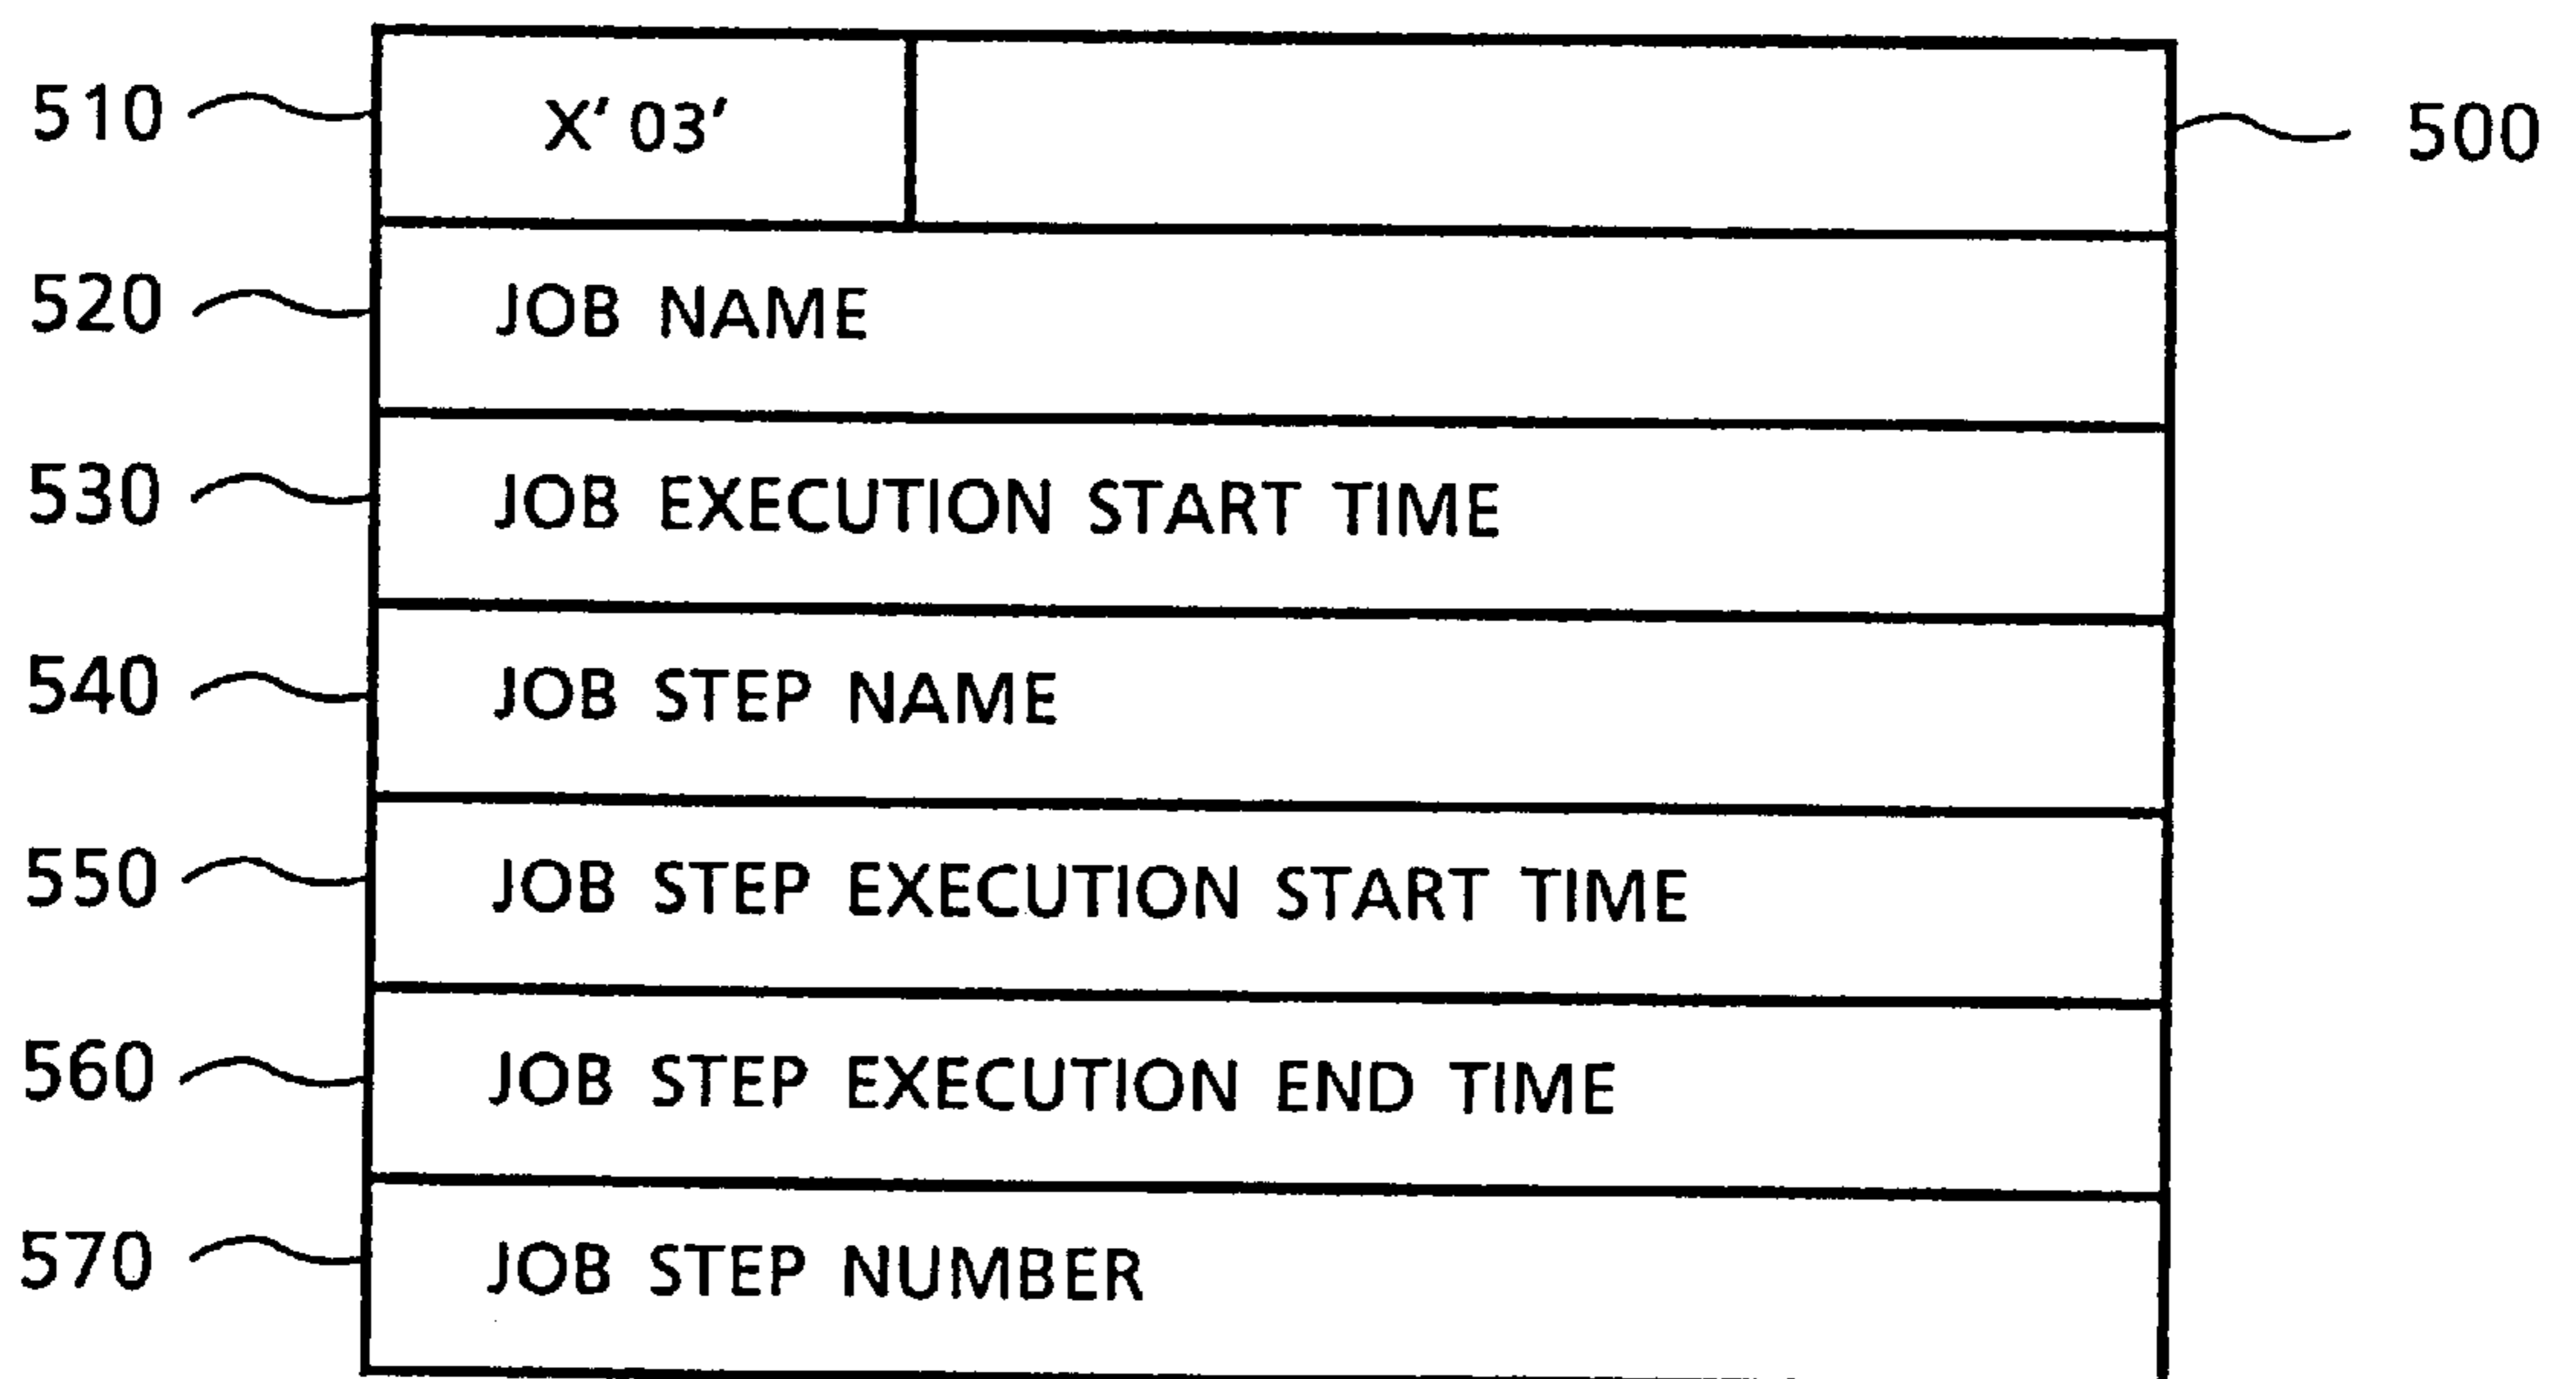 510 X' 03' 500
520 JOB NAME
530 JOB EXECUTION START TIME
540 JOB STEP NAME
550 JOB STEP EXECUTION START TIME
560 JOB STEP EXECUTION END TIME
570 JOB STEP NUMBER